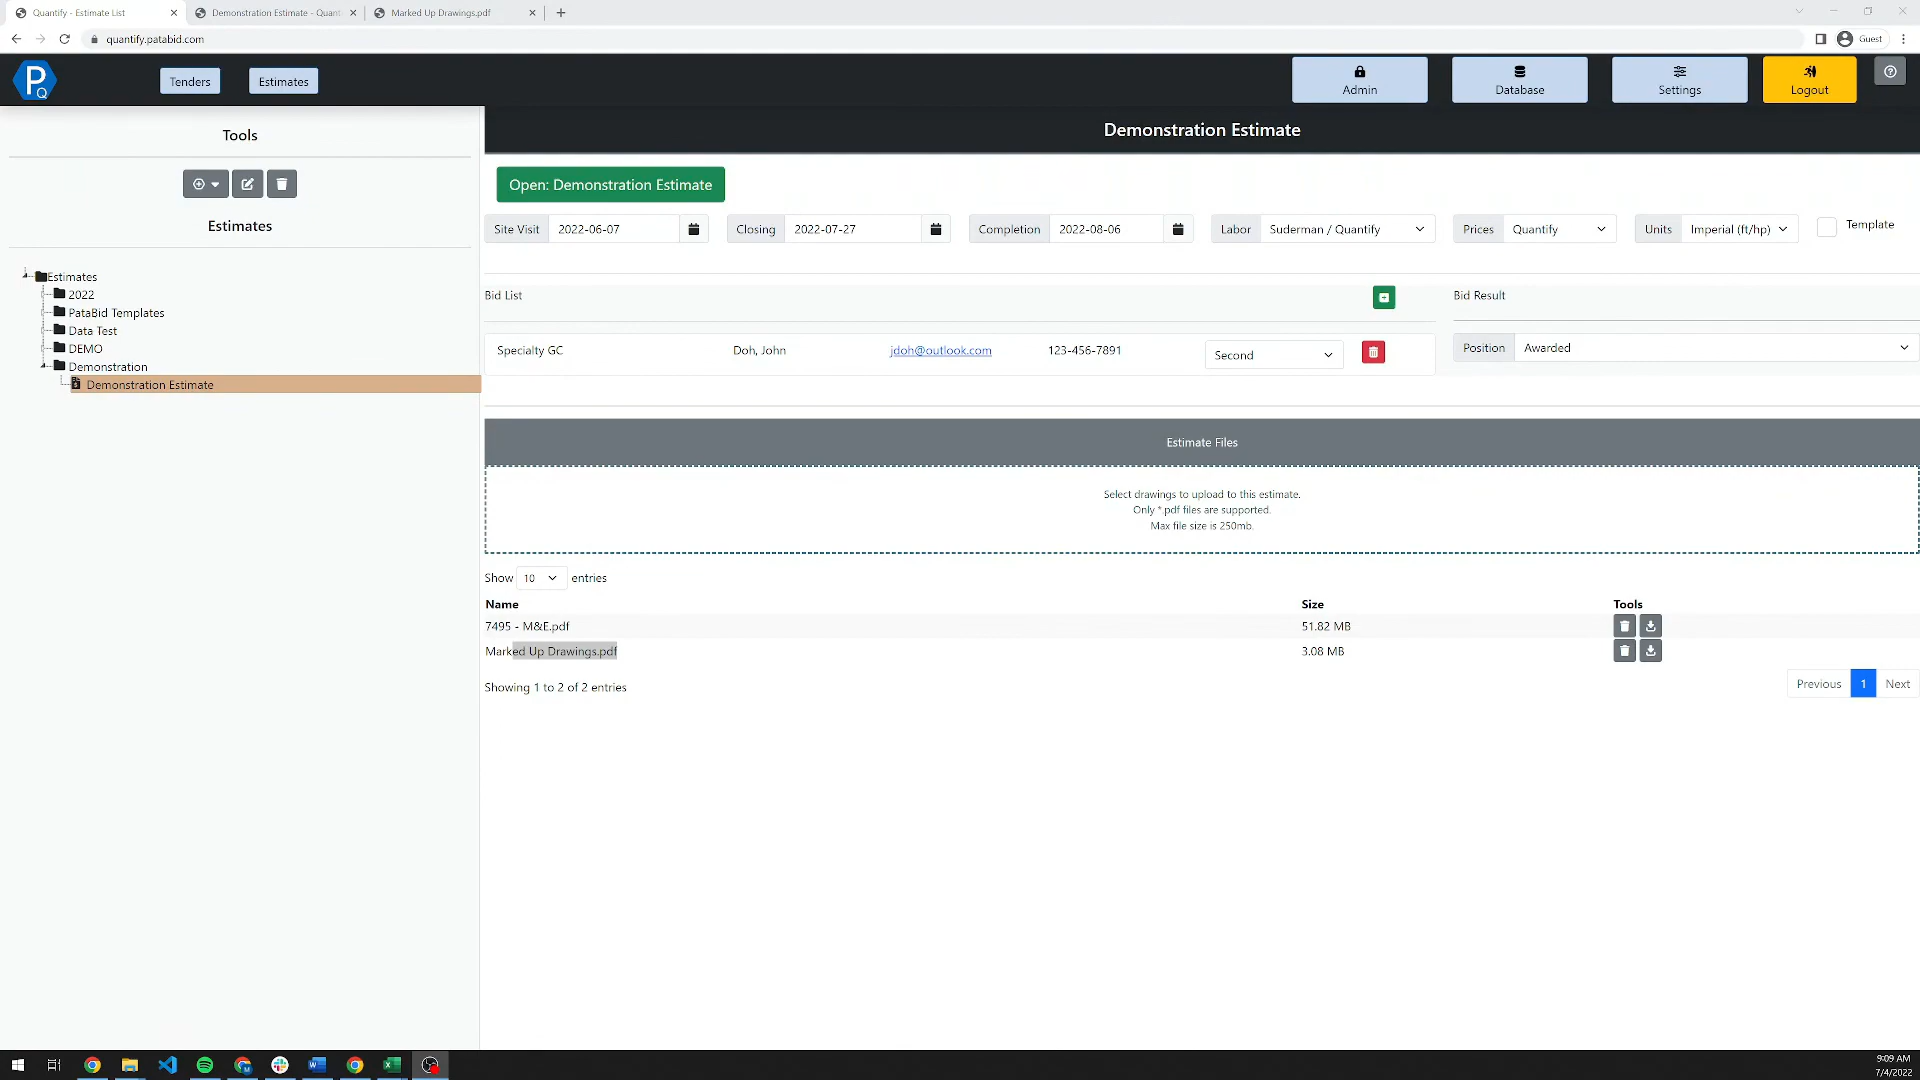 Quantify - Estimate List
Demonstration Estimate - Quant
Marked Up Drawings.pdf
quantify.patabid.com
Guest
PQ
Tenders
Estimates
Admin
Database
Settings
Logout
Tools
Demonstration Estimate
Open: Demonstration Estimate
Estimates
Site Visit 2022-06-07
Closing 2022-07-27
Completion 2022-08-06
Labor Suderman / Quantify
Prices Quantify
Units Imperial (ft/hp)
Template
Estimates
2022
PataBid Templates
Data Test
DEMO
Demonstration
Demonstration Estimate
Bid List
Bid Result
Specialty GC Doh, John jdoh@outlook.com 123-456-7891 Second
Position Awarded
Estimate Files
Select drawings to upload to this estimate.
Only *.pdf files are supported.
Max file size is 250mb.
Show 10 entries
Name Size Tools
7495 - M&E.pdf 51.82 MB
Marked Up Drawings.pdf 3.08 MB
Showing 1 to 2 of 2 entries
Previous 1 Next
9:09 AM
7/4/2022